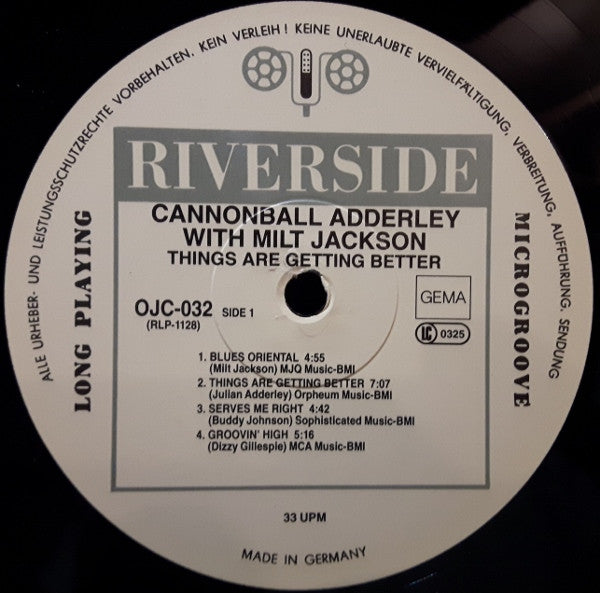 ALLE URHEBER- UND LEISTUNGSSCHUTZRECHTE VORBEHALTEN. KEIN VERLEIH! KEINE UNERLAUBTE VERVIELFÄLTIGUNG, VERBREITUNG, AUFFÜHRUNG, SENDUNG
RIVERSIDE
CANNONBALL ADDERLEY
WITH MILT JACKSON
THINGS ARE GETTING BETTER
LONG PLAYING
MICROGROOVE
OJC-032 SIDE 1
(RLP-1128)
GEMA
LC 0325
1. BLUES ORIENTAL 4:55
(Milt Jackson) MJQ Music-BMI
2. THINGS ARE GETTING BETTER 7:07
(Julian Adderley) Orpheum Music-BMI
3. SERVES ME RIGHT 4:42
(Buddy Johnson) Sophisticated Music-BMI
4. GROOVIN' HIGH 5:16
(Dizzy Gillespie) MCA Music-BMI
33 UPM
MADE IN GERMANY